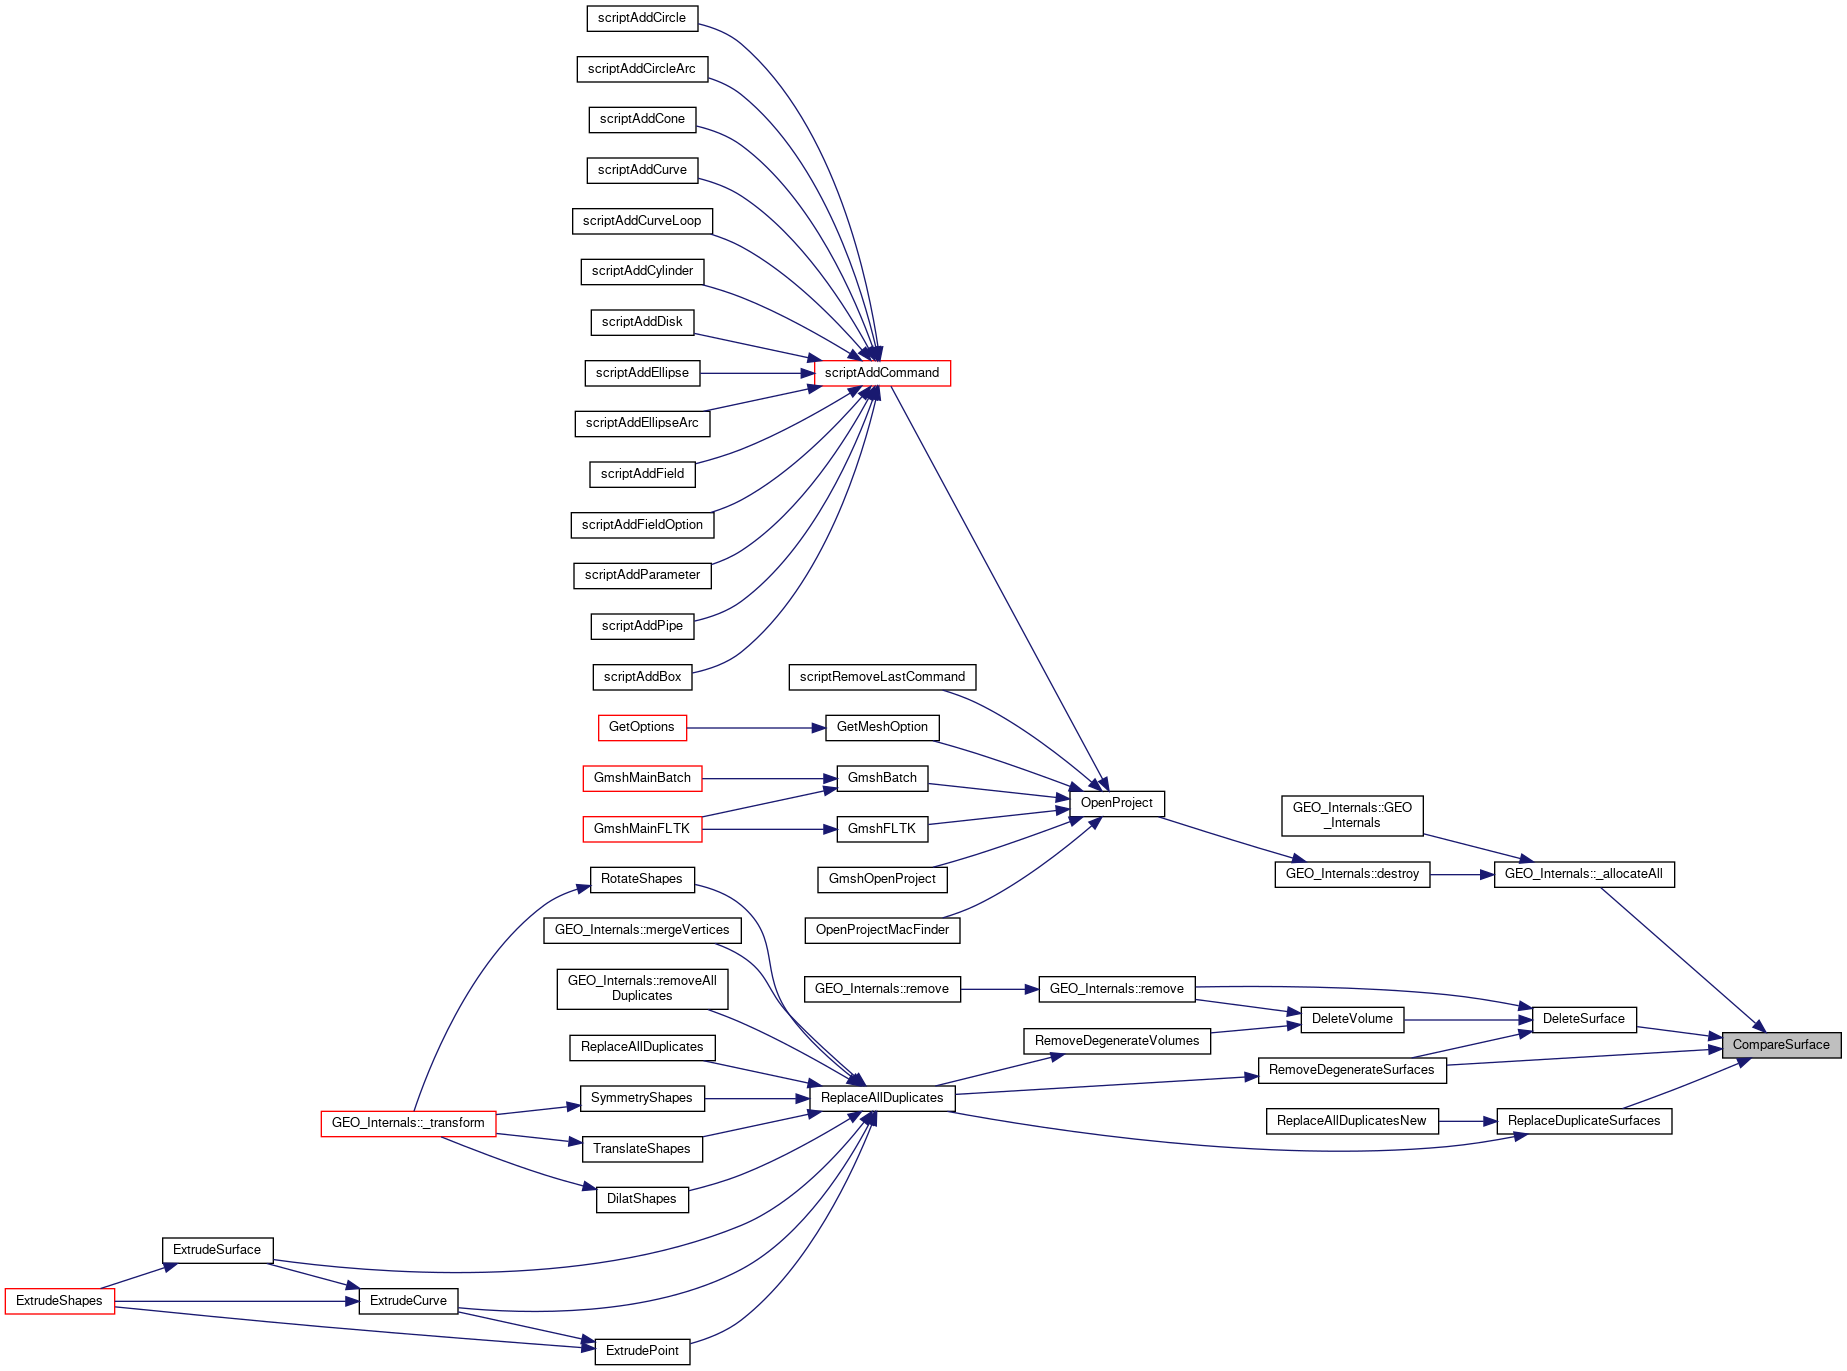 scriptAddCircle
scriptAddCircleArc
scriptAddCone
scriptAddCurve
scriptAddCurveLoop
scriptAddCylinder
scriptAddDisk
scriptAddEllipse
scriptAddCommand
scriptAddEllipseArc
scriptAddField
scriptAddFieldOption
scriptAddParameter
scriptAddPipe
scriptAddBox
scriptRemoveLastCommand
GetOptions
GetMeshOption
GmshMainBatch
GmshBatch
OpenProject
GEO_Internals::GEO
_Internals
GmshMainFLTK
GmshFLTK
RotateShapes
GmshOpenProject
GEO_Internals::destroy
GEO_Internals::_allocateAll
GEO_Internals::mergeVertices
OpenProjectMacFinder
GEO_Internals::removeAll
Duplicates
GEO_Internals::remove
GEO_Internals::remove
DeleteVolume
DeleteSurface
ReplaceAllDuplicates
RemoveDegenerateVolumes
CompareSurface
RemoveDegenerateSurfaces
SymmetryShapes
ReplaceAllDuplicates
GEO_Internals::_transform
ReplaceAllDuplicatesNew
ReplaceDuplicateSurfaces
TranslateShapes
DilatShapes
ExtrudeSurface
ExtrudeShapes
ExtrudeCurve
ExtrudePoint